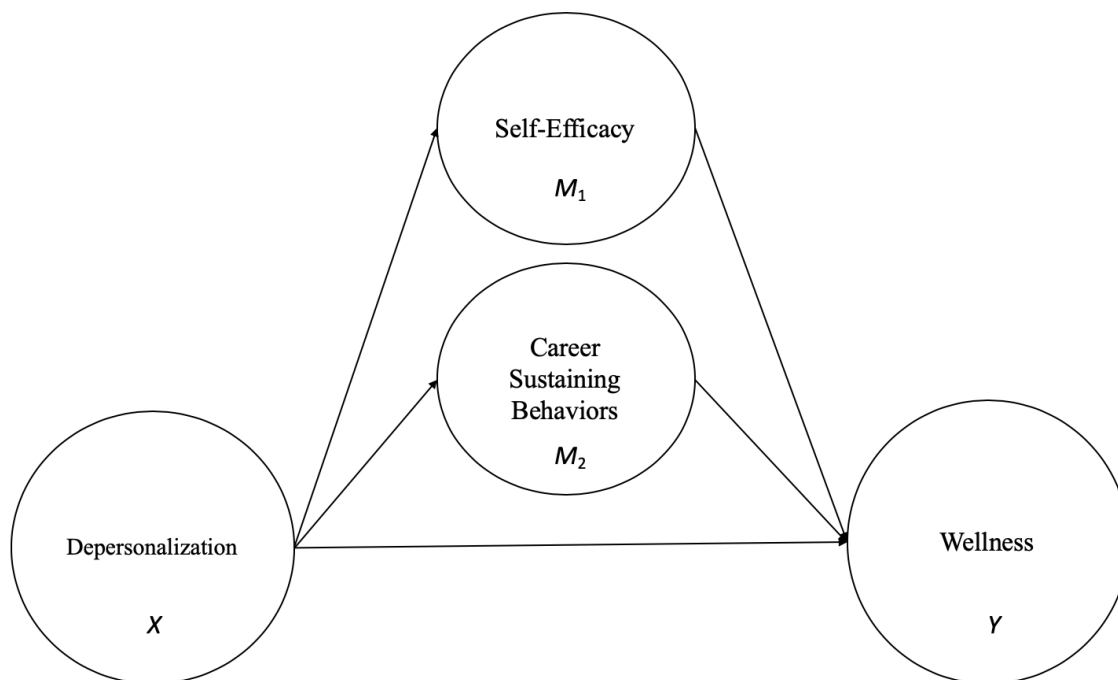 Self-Efficacy
M₁
Career
Sustaining
Behaviors
M₂
Depersonalization
X
Wellness
Y